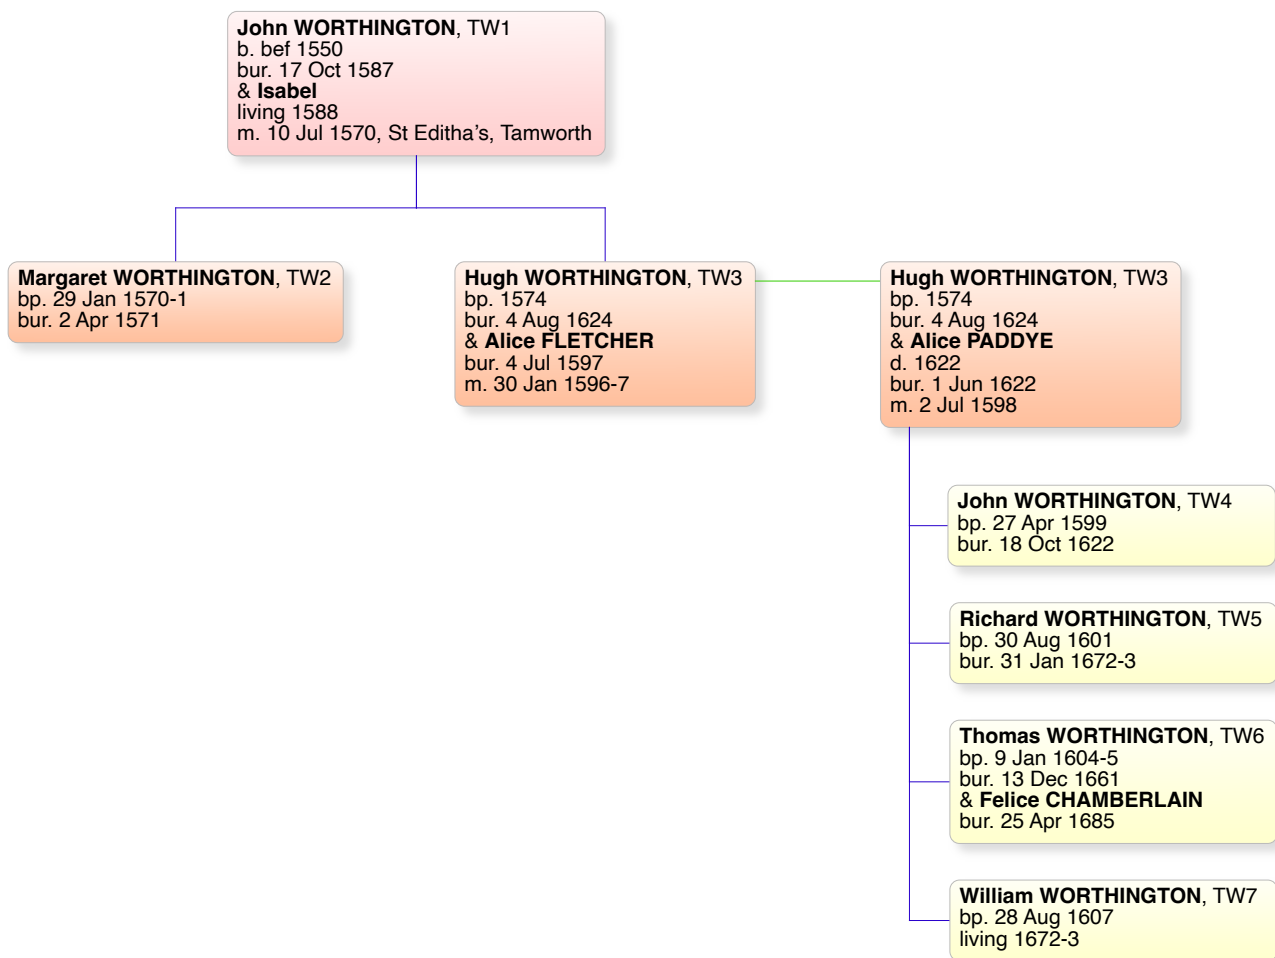 John WORTHINGTON, TW1
b. bef 1550
bur. 17 Oct 1587
& Isabel
living 1588
m. 10 Jul 1570, St Editha's, Tamworth
Margaret WORTHINGTON, TW2
bp. 29 Jan 1570-1
bur. 2 Apr 1571
Hugh WORTHINGTON, TW3
bp. 1574
bur. 4 Aug 1624
& Alice FLETCHER
bur. 4 Jul 1597
m. 30 Jan 1596-7
Hugh WORTHINGTON, TW3
bp. 1574
bur. 4 Aug 1624
& Alice PADDYE
d. 1622
bur. 1 Jun 1622
m. 2 Jul 1598
John WORTHINGTON, TW4
bp. 27 Apr 1599
bur. 18 Oct 1622
Richard WORTHINGTON, TW5
bp. 30 Aug 1601
bur. 31 Jan 1672-3
Thomas WORTHINGTON, TW6
bp. 9 Jan 1604-5
bur. 13 Dec 1661
& Felice CHAMBERLAIN
bur. 25 Apr 1685
William WORTHINGTON, TW7
bp. 28 Aug 1607
living 1672-3